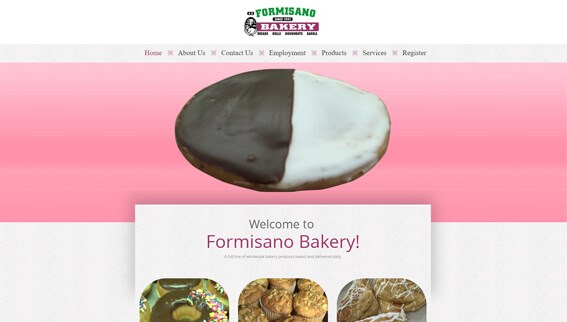 FORMISANO
SINCE 1921
BAKERY
BREADS ROLLS DOUGHNUTS BAGELS
Home About Us Contact Us Employment Products Services Register
Welcome to
Formisano Bakery!
A full line of wholesale bakery products baked and delivered daily.